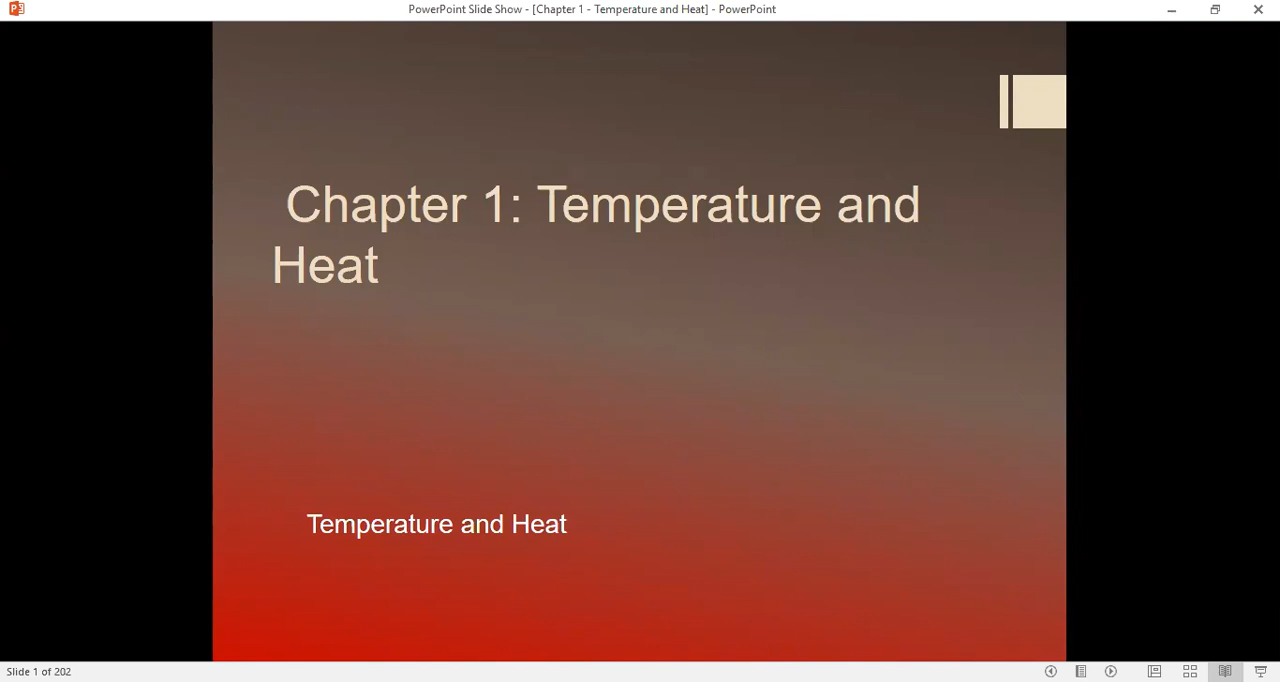 PowerPoint Slide Show - [Chapter 1 - Temperature and Heat] - PowerPoint
Chapter 1: Temperature and
Heat
Temperature and Heat
Slide 1 of 202